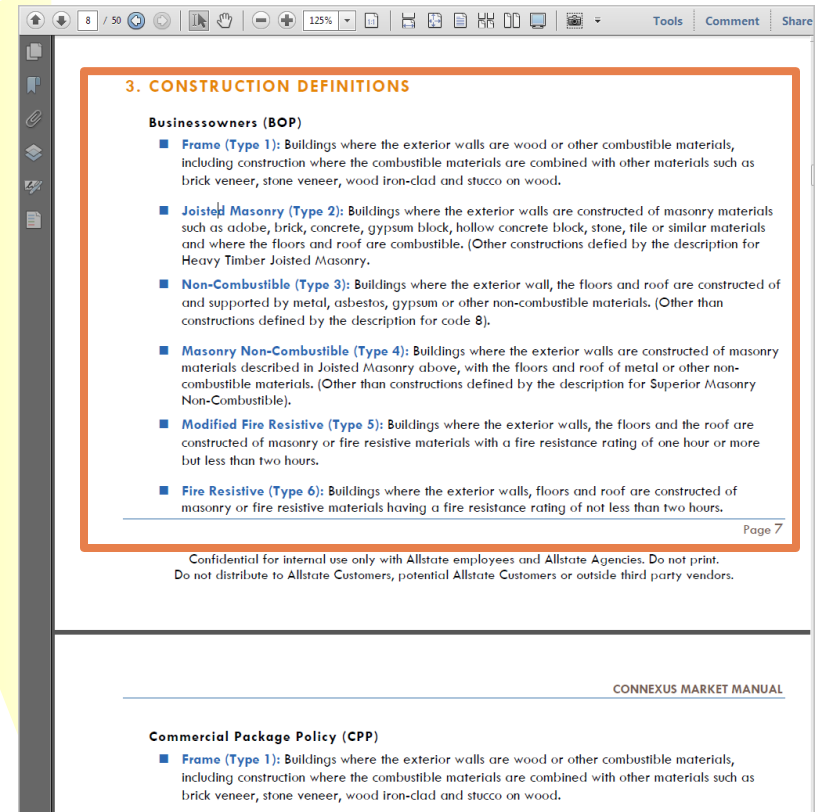 8 / 50 125% Tools Comment Share
3. CONSTRUCTION DEFINITIONS
Businessowners (BOP)
Frame (Type 1): Buildings where the exterior walls are wood or other combustible materials,
including construction where the combustible materials are combined with other materials such as
brick veneer, stone veneer, wood iron-clad and stucco on wood.
Joisted Masonry (Type 2): Buildings where the exterior walls are constructed of masonry materials
such as adobe, brick, concrete, gypsum block, hollow concrete block, stone, tile or similar materials
and where the floors and roof are combustible. (Other constructions defied by the description for
Heavy Timber Joisted Masonry.
Non-Combustible (Type 3): Buildings where the exterior wall, the floors and roof are constructed of
and supported by metal, asbestos, gypsum or other non-combustible materials. (Other than
constructions defined by the description for code 8).
Masonry Non-Combustible (Type 4): Buildings where the exterior walls are constructed of masonry
materials described in Joisted Masonry above, with the floors and roof of metal or other non-
combustible materials. (Other than constructions defined by the description for Superior Masonry
Non-Combustible).
Modified Fire Resistive (Type 5): Buildings where the exterior walls, the floors and the roof are
constructed of masonry or fire resistive materials with a fire resistance rating of one hour or more
but less than two hours.
Fire Resistive (Type 6): Buildings where the exterior walls, floors and roof are constructed of
masonry or fire resistive materials having a fire resistance rating of not less than two hours.
Page 7
Confidential for internal use only with Allstate employees and Allstate Agencies. Do not print.
Do not distribute to Allstate Customers, potential Allstate Customers or outside third party vendors.
CONNEXUS MARKET MANUAL
Commercial Package Policy (CPP)
Frame (Type 1): Buildings where the exterior walls are wood or other combustible materials,
including construction where the combustible materials are combined with other materials such as
brick veneer, stone veneer, wood iron-clad and stucco on wood.